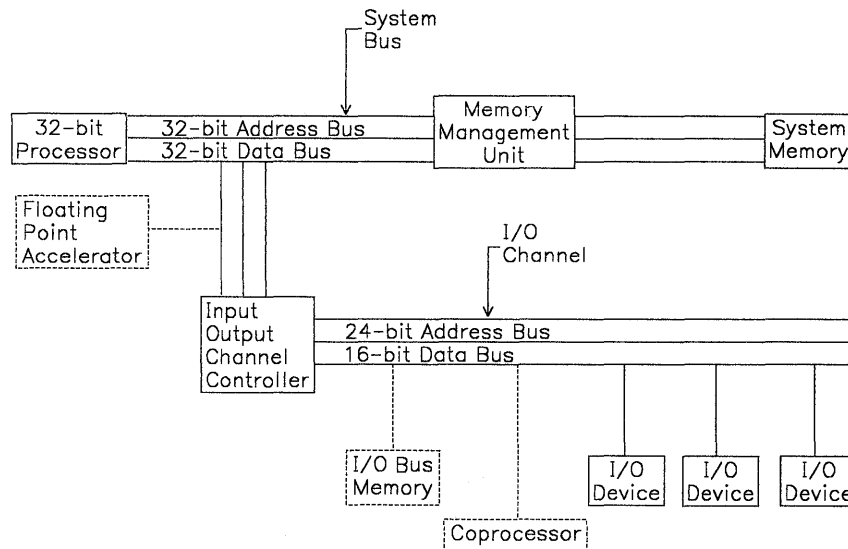 System
Bus
32-bit
Processor
32-bit Address Bus
32-bit Data Bus
Memory
Management
Unit
System
Memory
Floating
Point
Accelerator
I/O
Channel
Input
Output
Channel
Controller
24-bit Address Bus
16-bit Data Bus
I/O Bus
Memory
Coprocessor
I/O
Device
I/O
Device
I/O
Device